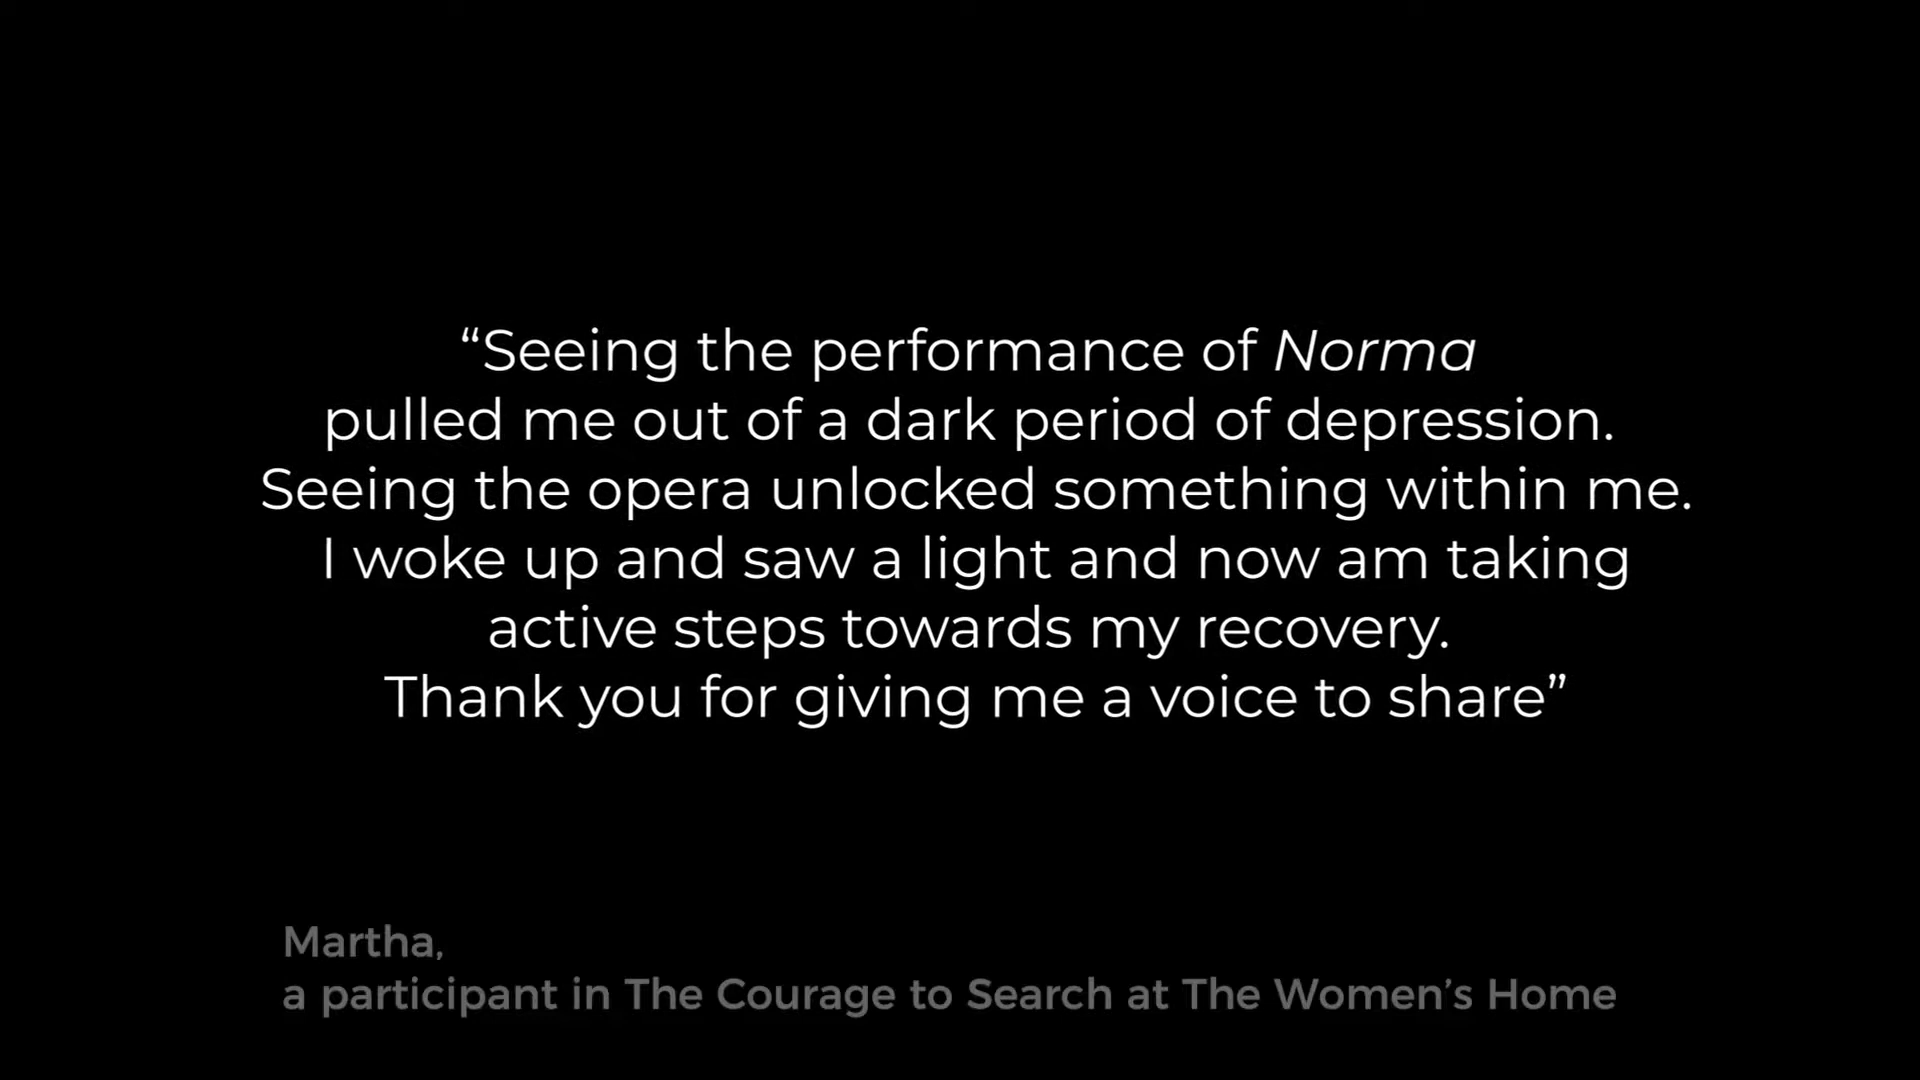 “Seeing the performance of Norma
pulled me out of a dark period of depression.
Seeing the opera unlocked something within me.
I woke up and saw a light and now am taking
active steps towards my recovery.
Thank you for giving me a voice to share”
Martha,
a participant in The Courage to Search at The Women’s Home